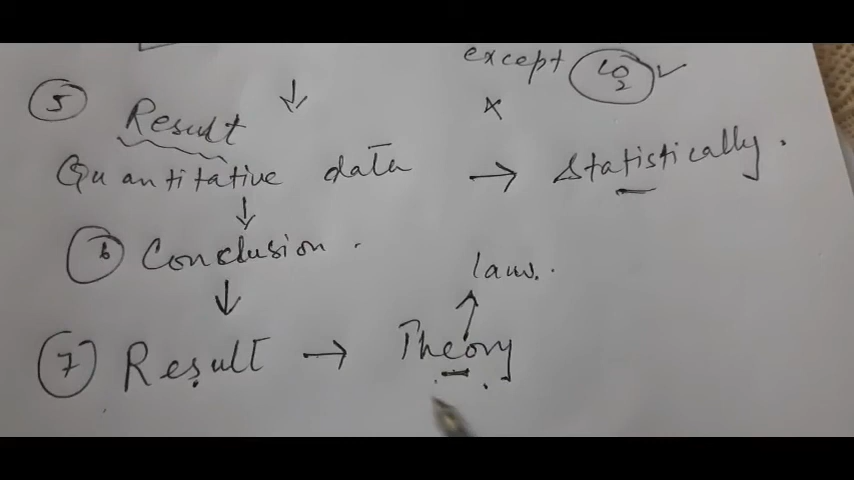 except CO2 ✓
↓ ×
5 Result
Quantitative data → Statistically.
↓
6 Conclusion.
↓ laws.
7 Result → Theory.